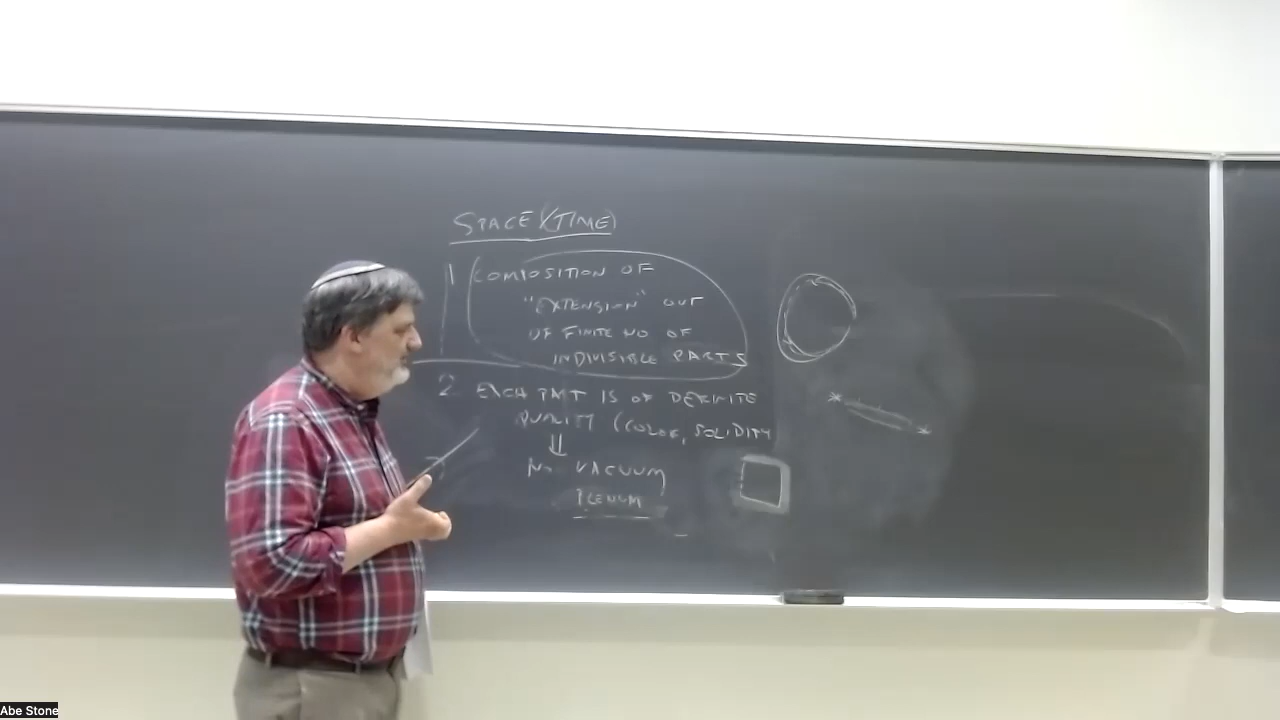 SPACE (TIME)
1 COMPOSITION OF
"EXTENSION" OUT
OF FINITE NO OF
INDIVISIBLE PARTS
2 EACH PART IS OF DEFINITE
QUALITY (COLOR, SOLIDITY
⇓
NO VACUUM
PLENUM
Abe Stone